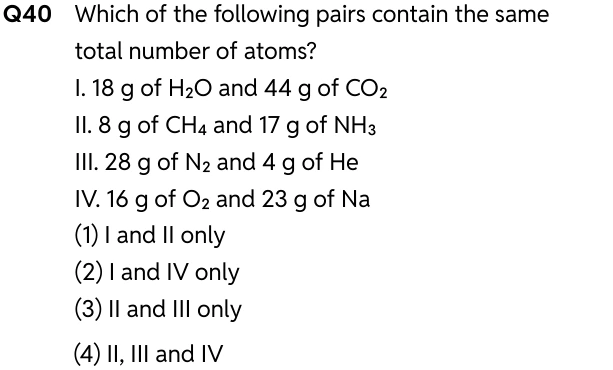 Q40 Which of the following pairs contain the same
total number of atoms?
I. 18 g of H₂O and 44 g of CO₂
II. 8 g of CH₄ and 17 g of NH₃
III. 28 g of N₂ and 4 g of He
IV. 16 g of O₂ and 23 g of Na
(1) I and II only
(2) I and IV only
(3) II and III only
(4) II, III and IV